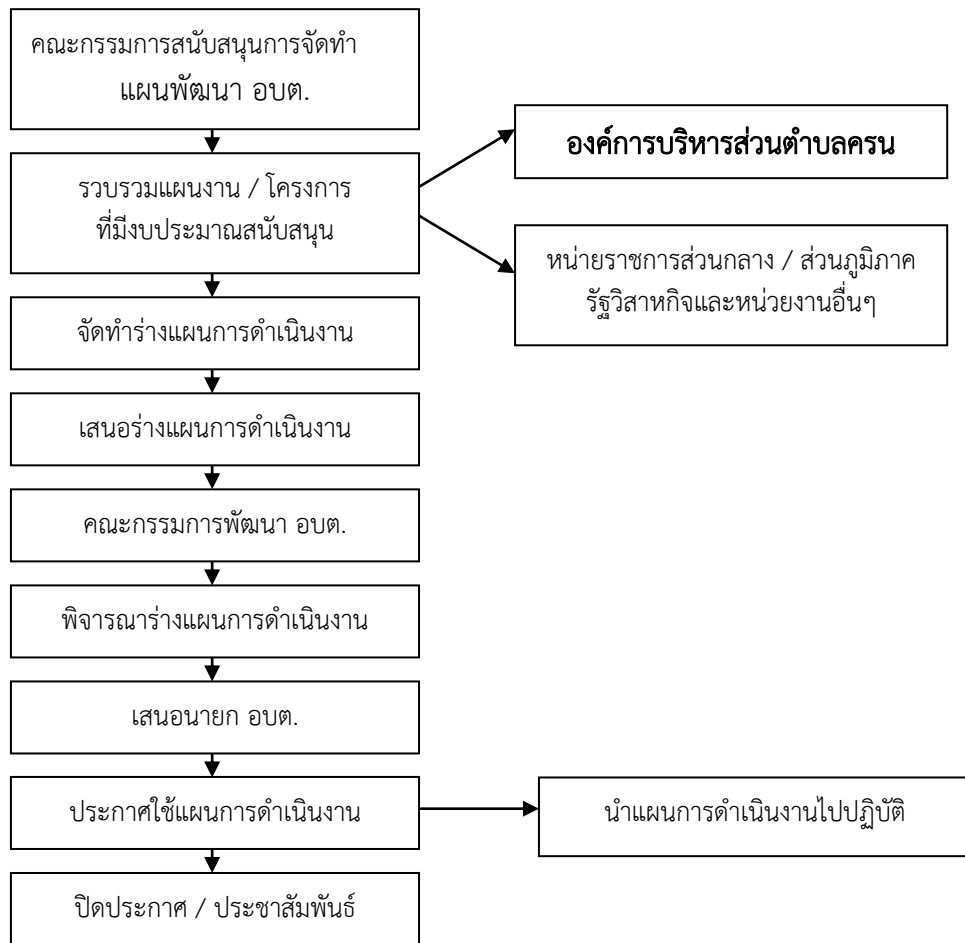 คณะกรรมการสนับสนุนการจัดทำ
แผนพัฒนา อบต.
องค์การบริหารส่วนตำบลครน
รวบรวมแผนงาน / โครงการ
ที่มีงบประมาณสนับสนุน
หน่ายราชการส่วนกลาง / ส่วนภูมิภาค
รัฐวิสาหกิจและหน่วยงานอื่นๆ
จัดทำร่างแผนการดำเนินงาน
เสนอร่างแผนการดำเนินงาน
คณะกรรมการพัฒนา อบต.
พิจารณาร่างแผนการดำเนินงาน
เสนอนายก อบต.
ประกาศใช้แผนการดำเนินงาน
นำแผนการดำเนินงานไปปฏิบัติ
ปิดประกาศ / ประชาสัมพันธ์